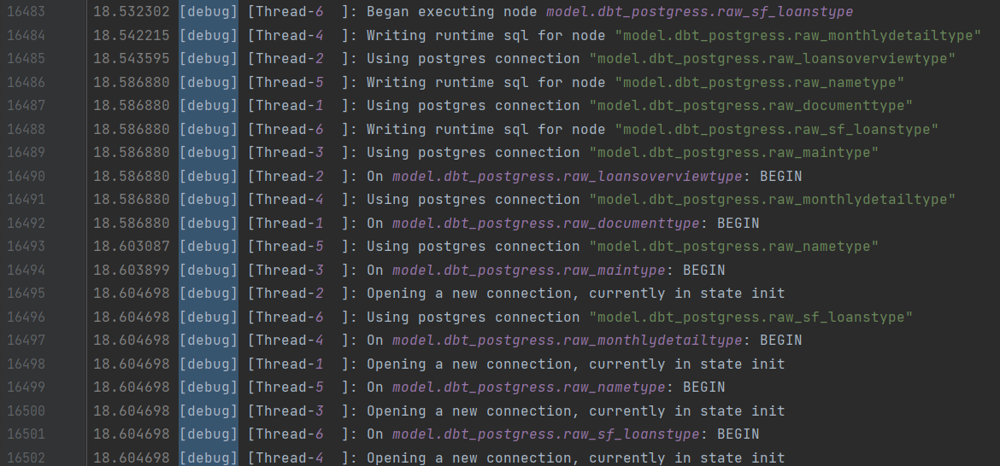 16483 18.532302 [debug] [Thread-6 ]: Began executing node model.dbt_postgress.raw_sf_loanstype
16484 18.542215 [debug] [Thread-4 ]: Writing runtime sql for node "model.dbt_postgress.raw_monthlydetailtype"
16485 18.543595 [debug] [Thread-2 ]: Using postgres connection "model.dbt_postgress.raw_loansoverviewtype"
16486 18.586880 [debug] [Thread-5 ]: Writing runtime sql for node "model.dbt_postgress.raw_nametype"
16487 18.586880 [debug] [Thread-1 ]: Using postgres connection "model.dbt_postgress.raw_documenttype"
16488 18.586880 [debug] [Thread-6 ]: Writing runtime sql for node "model.dbt_postgress.raw_sf_loanstype"
16489 18.586880 [debug] [Thread-3 ]: Using postgres connection "model.dbt_postgress.raw_maintype"
16490 18.586880 [debug] [Thread-2 ]: On model.dbt_postgress.raw_loansoverviewtype: BEGIN
16491 18.586880 [debug] [Thread-4 ]: Using postgres connection "model.dbt_postgress.raw_monthlydetailtype"
16492 18.586880 [debug] [Thread-1 ]: On model.dbt_postgress.raw_documenttype: BEGIN
16493 18.603087 [debug] [Thread-5 ]: Using postgres connection "model.dbt_postgress.raw_nametype"
16494 18.603899 [debug] [Thread-3 ]: On model.dbt_postgress.raw_maintype: BEGIN
16495 18.604698 [debug] [Thread-2 ]: Opening a new connection, currently in state init
16496 18.604698 [debug] [Thread-6 ]: Using postgres connection "model.dbt_postgress.raw_sf_loanstype"
16497 18.604698 [debug] [Thread-4 ]: On model.dbt_postgress.raw_monthlydetailtype: BEGIN
16498 18.604698 [debug] [Thread-1 ]: Opening a new connection, currently in state init
16499 18.604698 [debug] [Thread-5 ]: On model.dbt_postgress.raw_nametype: BEGIN
16500 18.604698 [debug] [Thread-3 ]: Opening a new connection, currently in state init
16501 18.604698 [debug] [Thread-6 ]: On model.dbt_postgress.raw_sf_loanstype: BEGIN
16502 18.604698 [debug] [Thread-4 ]: Opening a new connection, currently in state init